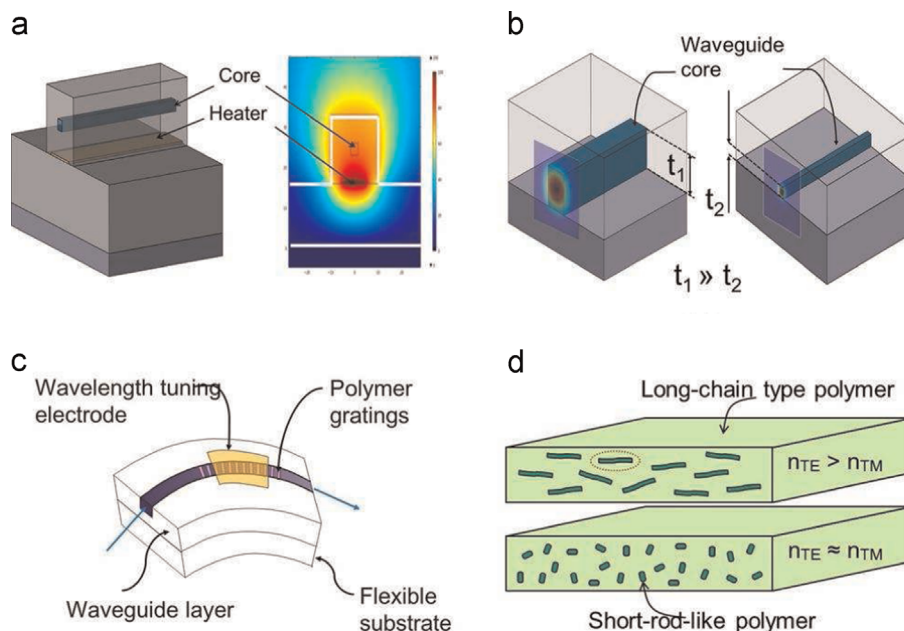 a
Core
Heater
b
Waveguide
core
t1
t2
t1 » t2
c
Wavelength tuning
electrode
Polymer
gratings
Waveguide layer
Flexible
substrate
d
Long-chain type polymer
nTE > nTM
nTE ≈ nTM
Short-rod-like polymer